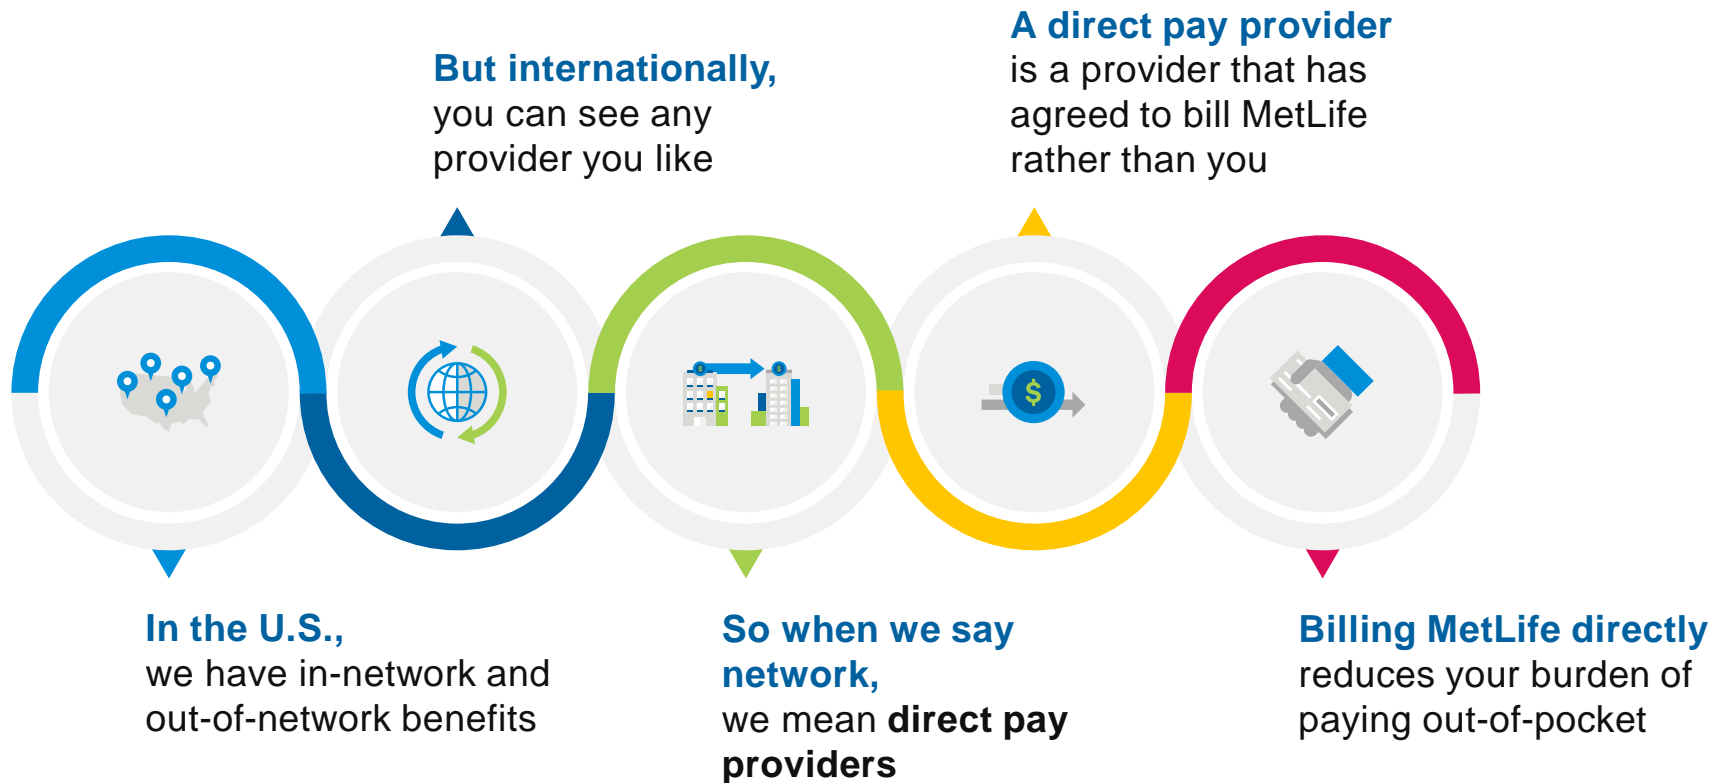 In the U.S.,
we have in-network and
out-of-network benefits
But internationally,
you can see any
provider you like
So when we say
network,
we mean direct pay
providers
A direct pay provider
is a provider that has
agreed to bill MetLife
rather than you
Billing MetLife directly
reduces your burden of
paying out-of-pocket
$